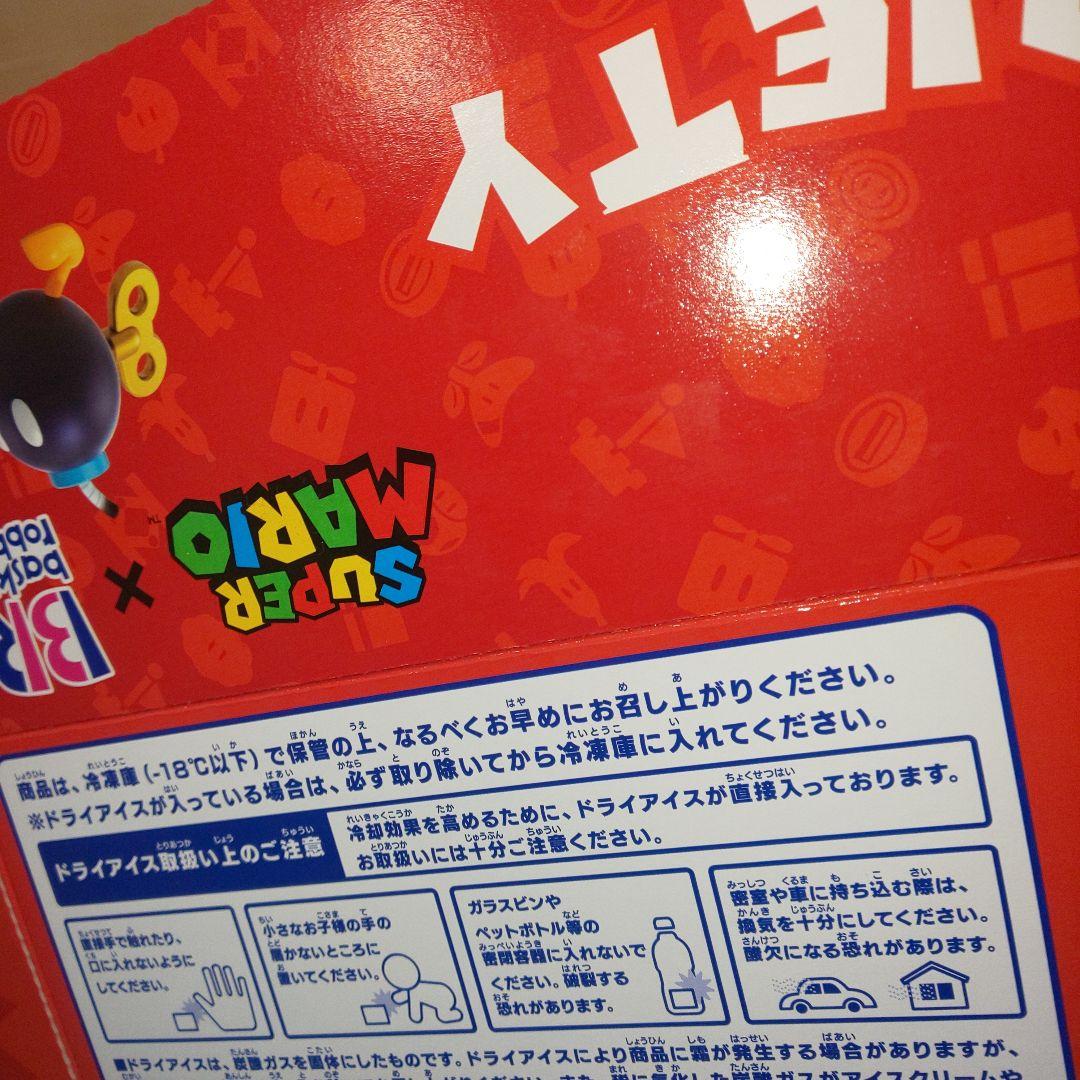 IETY
SUPER
MARIO
TM
×
BR
bask
robb
商品は、冷凍庫(-18℃以下)で保管の上、なるべくお早めにお召し上がりください。
※ドライアイスが入っている場合は、必ず取り除いてから冷凍庫に入れてください。
ドライアイス取扱い上のご注意
冷却効果を高めるために、ドライアイスが直接入っております。
お取扱いには十分ご注意ください。
直接手で触れたり、
口に入れないように
してください。
小さなお子様の手の
届かないところに
置いてください。
ガラスビンや
ペットボトル等の
密閉容器に入れないで
ください。破裂する
恐れがあります。
密室や車に持ち込む際は、
換気を十分にしてください。
酸欠になる恐れがあります。
■ドライアイスは、炭酸ガスを固体にしたものです。ドライアイスにより商品に霜が発生する場合がありますが、